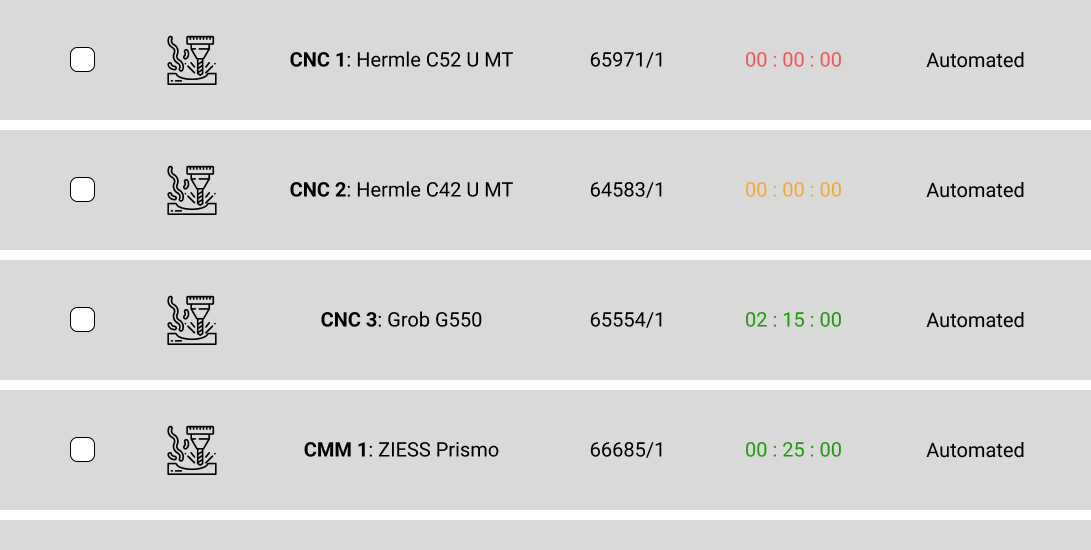 CNC 1: Hermle C52 U MT 65971/1 00 : 00 : 00 Automated
CNC 2: Hermle C42 U MT 64583/1 00 : 00 : 00 Automated
CNC 3: Grob G550 65554/1 02 : 15 : 00 Automated
CMM 1: ZIESS Prismo 66685/1 00 : 25 : 00 Automated